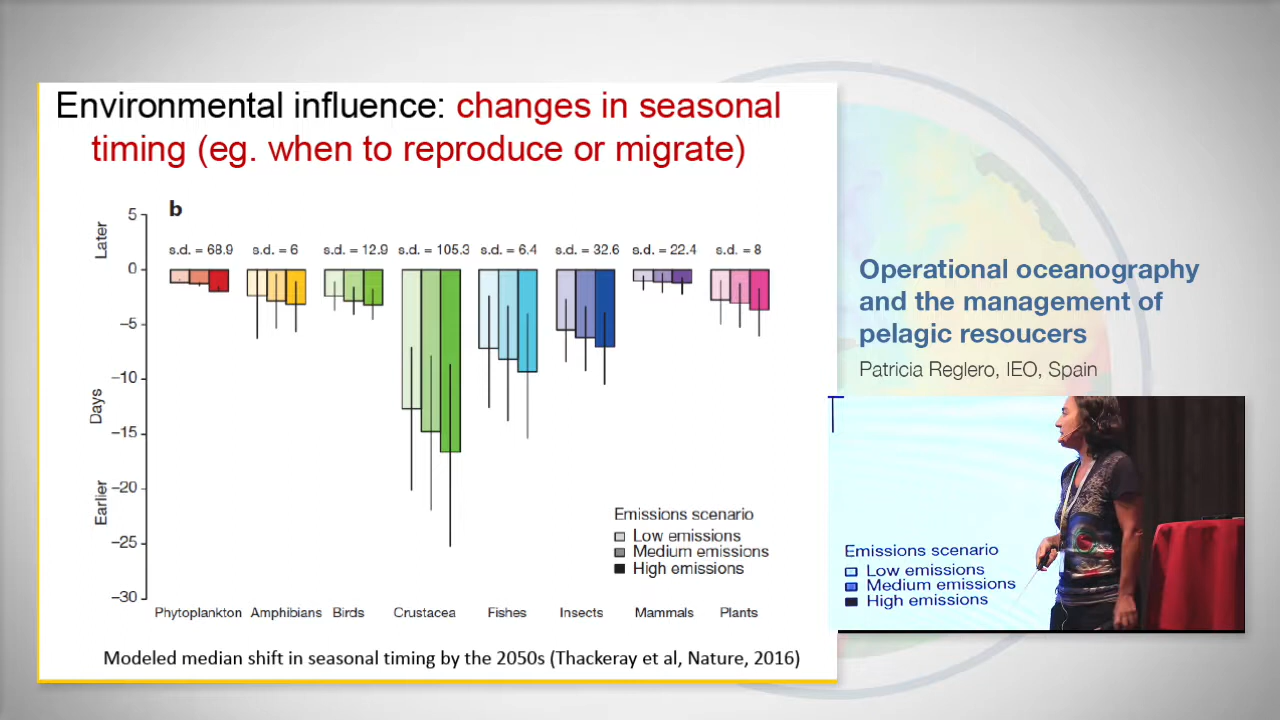 Environmental influence: changes in seasonal
timing (eg. when to reproduce or migrate)
b
Later
Days
Earlier
5
0
−5
−10
−15
−20
−25
−30
s.d. = 68.9 s.d. = 6 s.d. = 12.9 s.d. = 105.3 s.d. = 6.4 s.d. = 32.6 s.d. = 22.4 s.d. = 8
Emissions scenario
Low emissions
Medium emissions
High emissions
Phytoplankton Amphibians Birds Crustacea Fishes Insects Mammals Plants
Modeled median shift in seasonal timing by the 2050s (Thackeray et al, Nature, 2016)
Operational oceanography
and the management of
pelagic resoucers
Patricia Reglero, IEO, Spain
Emissions scenario
Low emissions
Medium emissions
High emissions